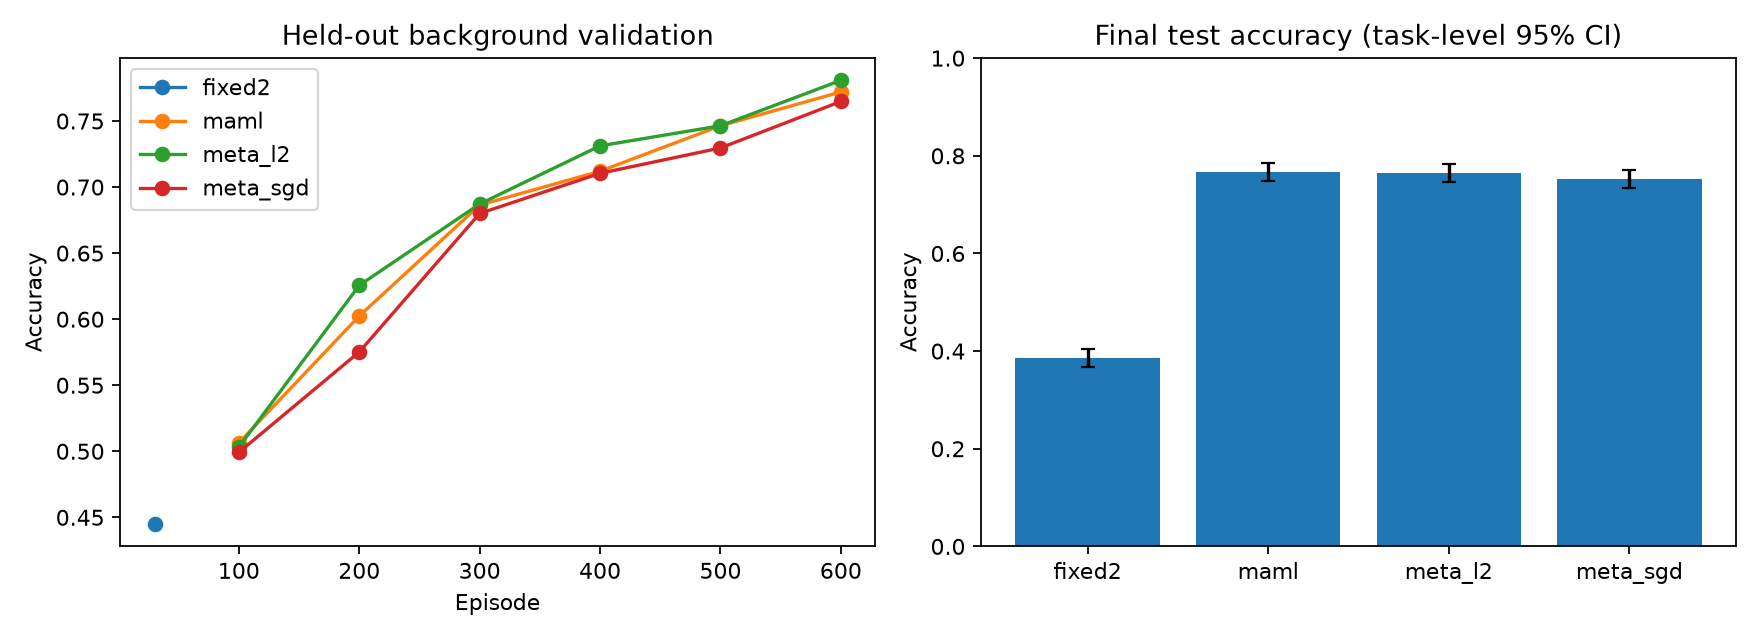 Held-out background validation
fixed2
maml
meta_l2
meta_sgd
Accuracy
0.75
0.70
0.65
0.60
0.55
0.50
0.45
100 200 300 400 500 600
Episode
Final test accuracy (task-level 95% CI)
Accuracy
1.0
0.8
0.6
0.4
0.2
0.0
fixed2 maml meta_l2 meta_sgd